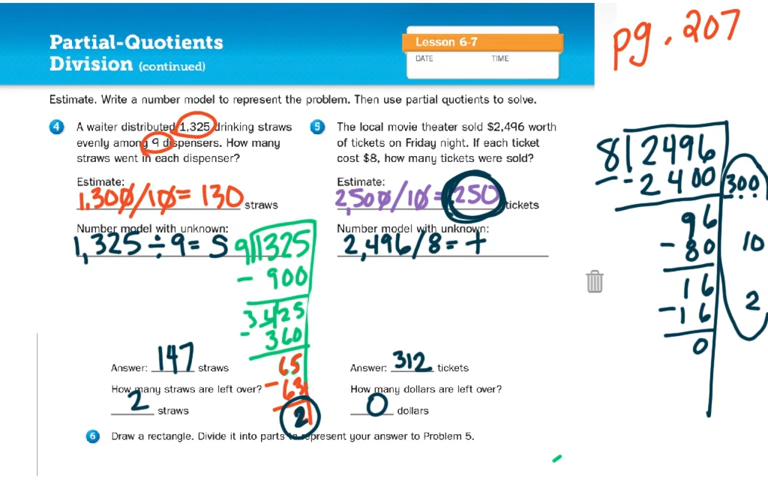 Partial-Quotients
Division (continued)
Lesson 6-7
DATE TIME
pg. 207
Estimate. Write a number model to represent the problem. Then use partial quotients to solve.
4 A waiter distributed 1,325 drinking straws
evenly among 9 dispensers. How many
straws went in each dispenser?
Estimate:
1,300/10 = 130 straws
Number model with unknown:
1,325 ÷ 9 = S
9 1325
- 900
425
- 360
65
- 63
2
Answer: 147 straws
How many straws are left over?
2 straws
5 The local movie theater sold $2,496 worth
of tickets on Friday night. If each ticket
cost $8, how many tickets were sold?
Estimate:
2,500/10 = 250 tickets
Number model with unknown:
2,496/8 = t
Answer: 312 tickets
How many dollars are left over?
0 dollars
8 2496
- 2400 300
96
- 80 10
16
- 16 2
0
6 Draw a rectangle. Divide it into parts to represent your answer to Problem 5.